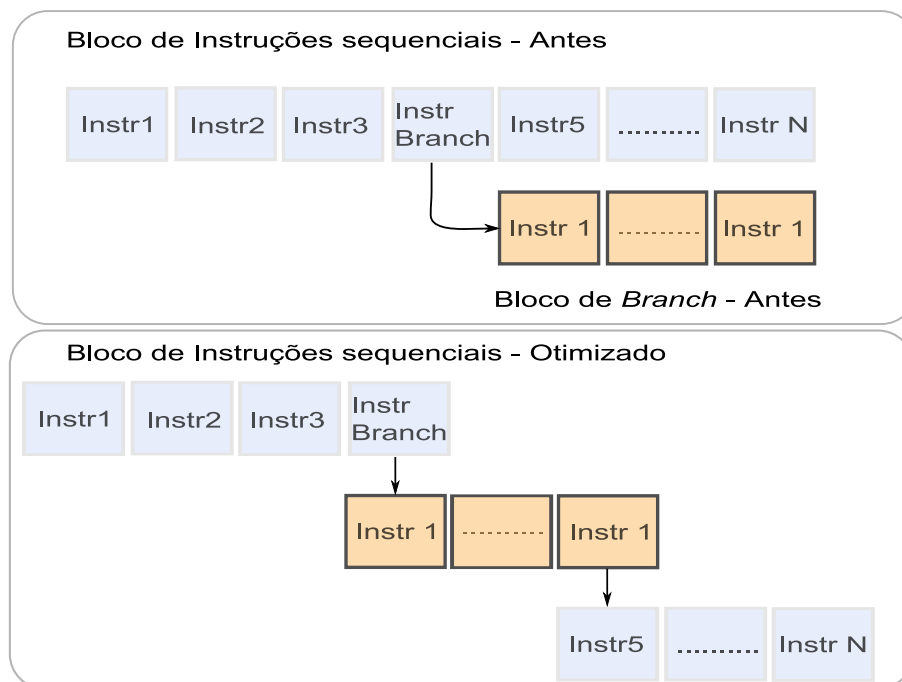 Bloco de Instruções sequenciais - Antes
Instr1
Instr2
Instr3
Instr
Branch
Instr5
..........
Instr N
Instr 1
..........
Instr 1
Bloco de Branch - Antes
Bloco de Instruções sequenciais - Otimizado
Instr1
Instr2
Instr3
Instr
Branch
Instr 1
..........
Instr 1
Instr5
..........
Instr N